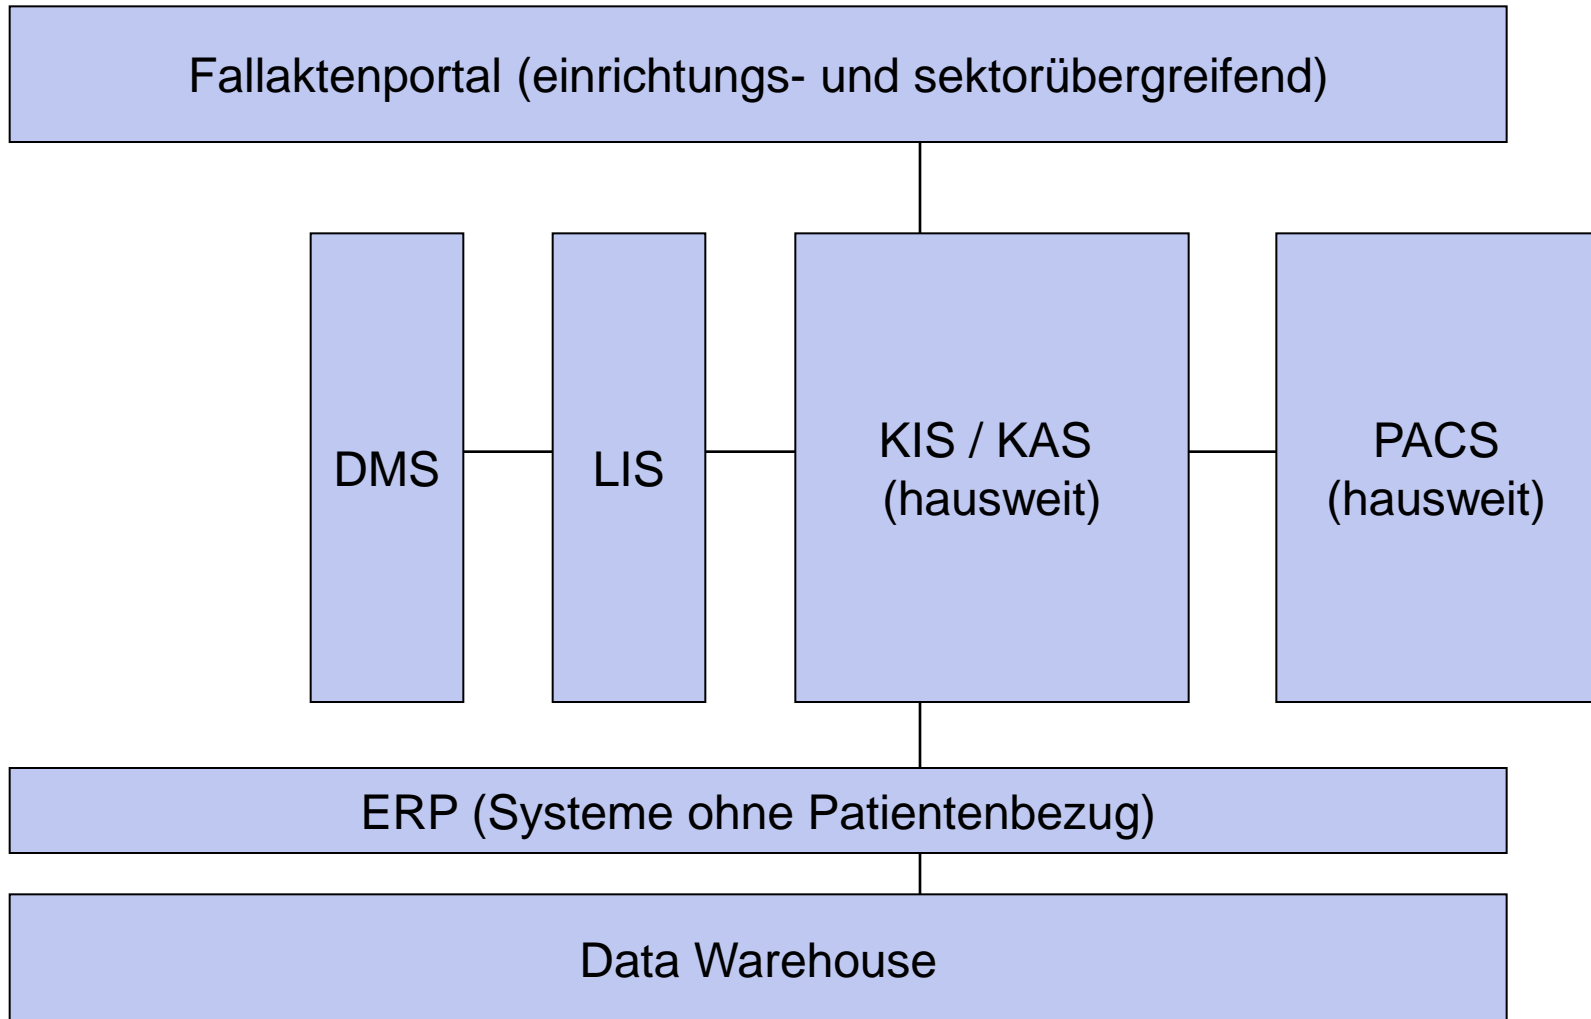 Fallaktenportal (einrichtungs- und sektorübergreifend)
DMS
LIS
KIS / KAS
(hausweit)
PACS
(hausweit)
ERP (Systeme ohne Patientenbezug)
Data Warehouse